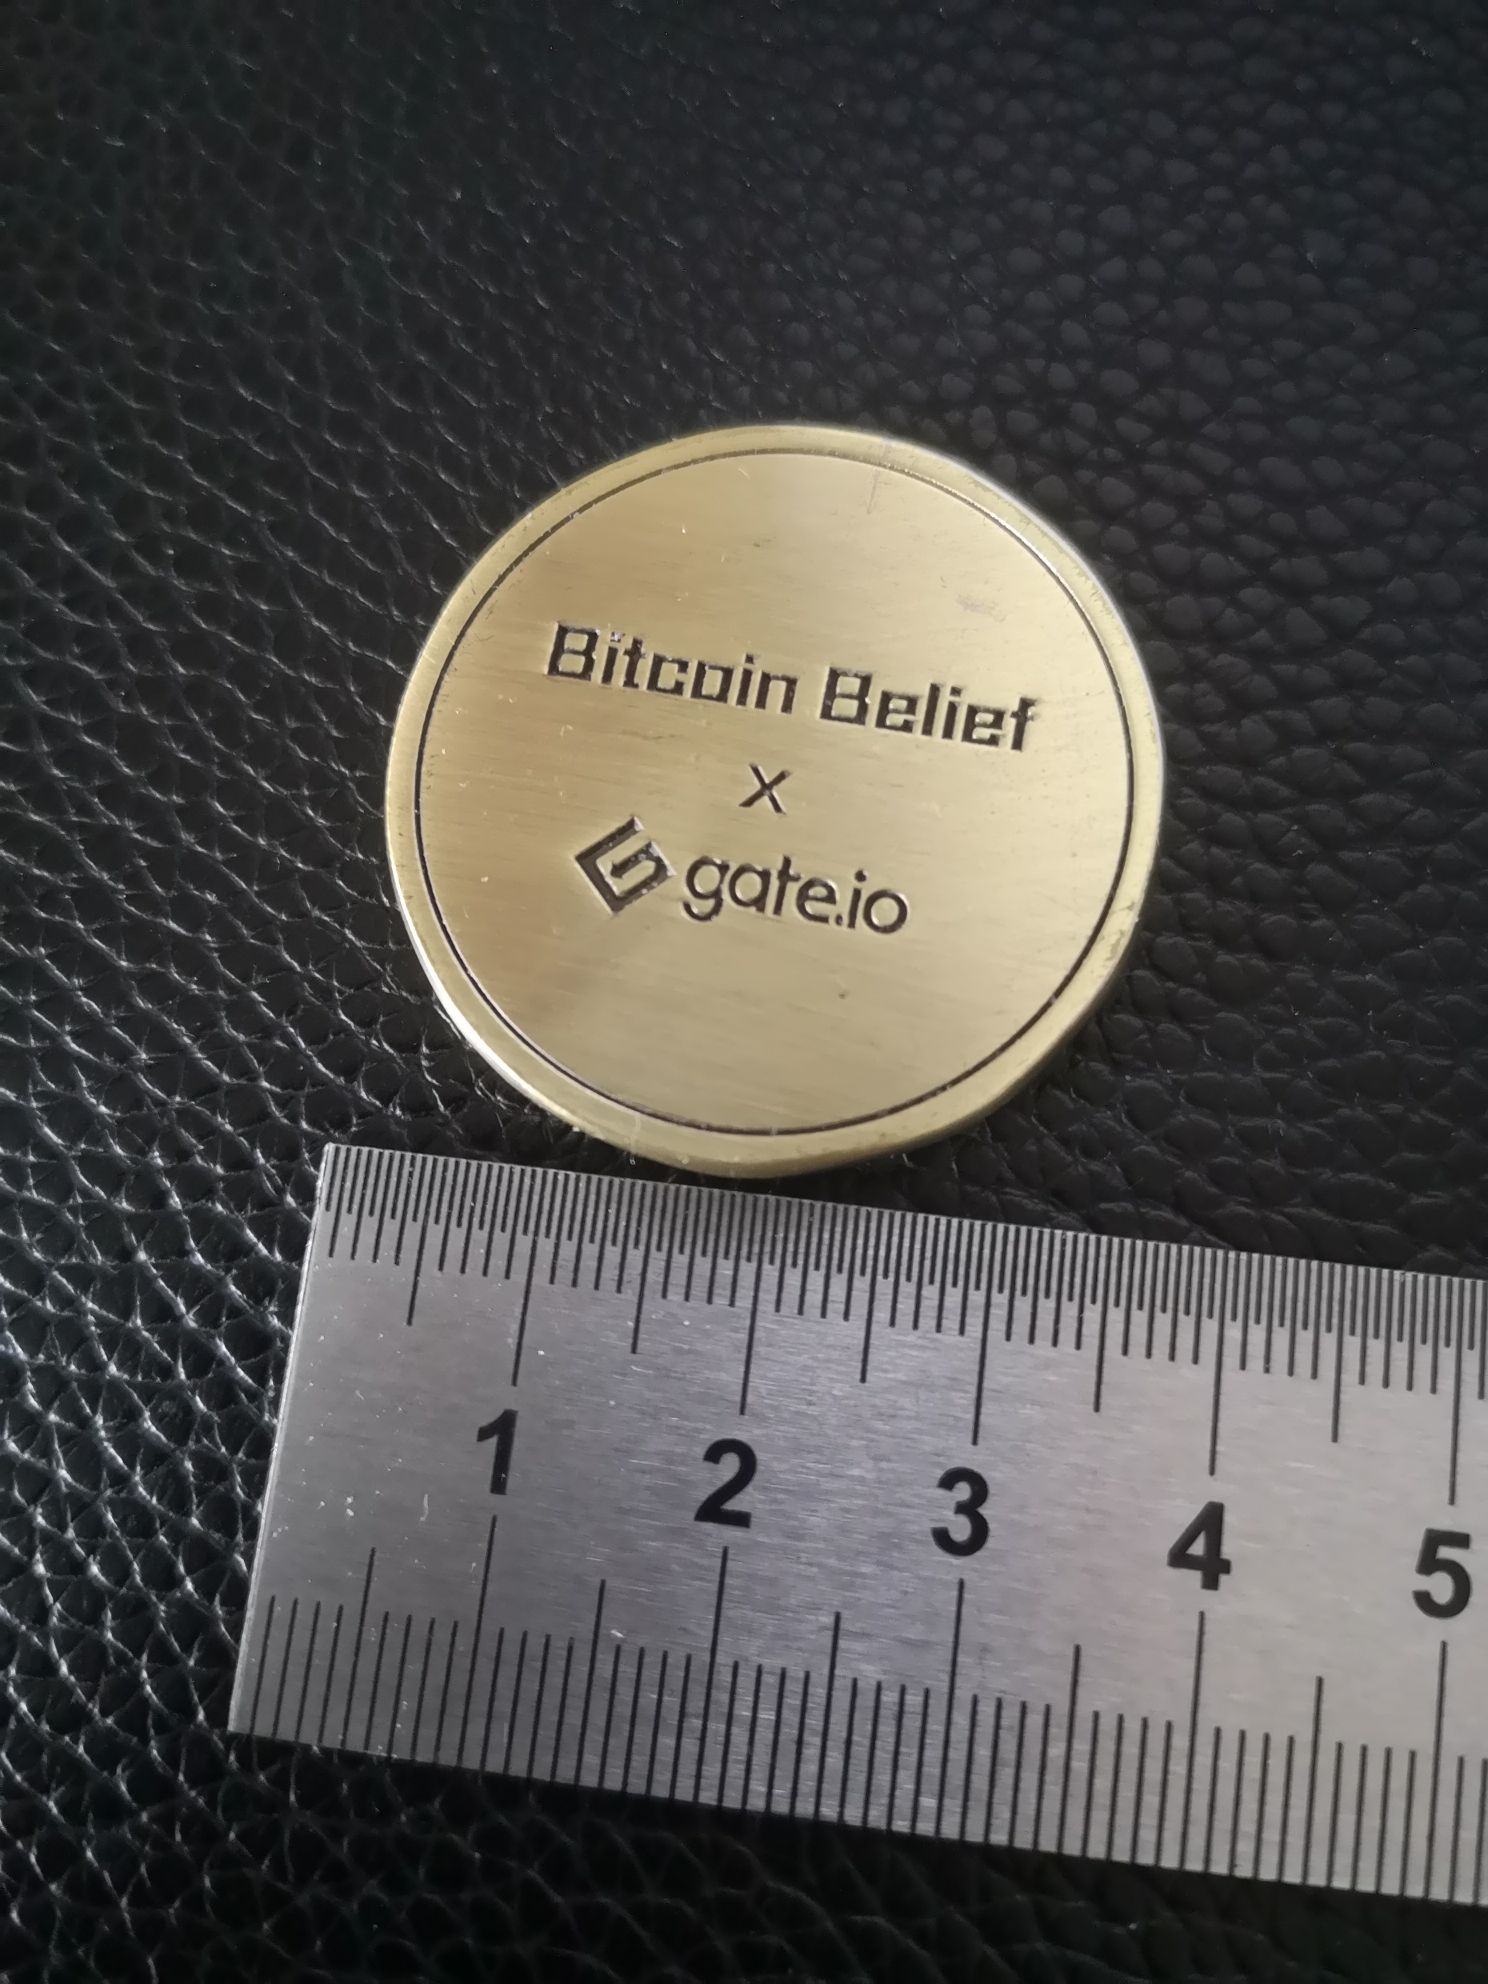 Bitcoin Belief
x
gate.io
1 2 3 4 5